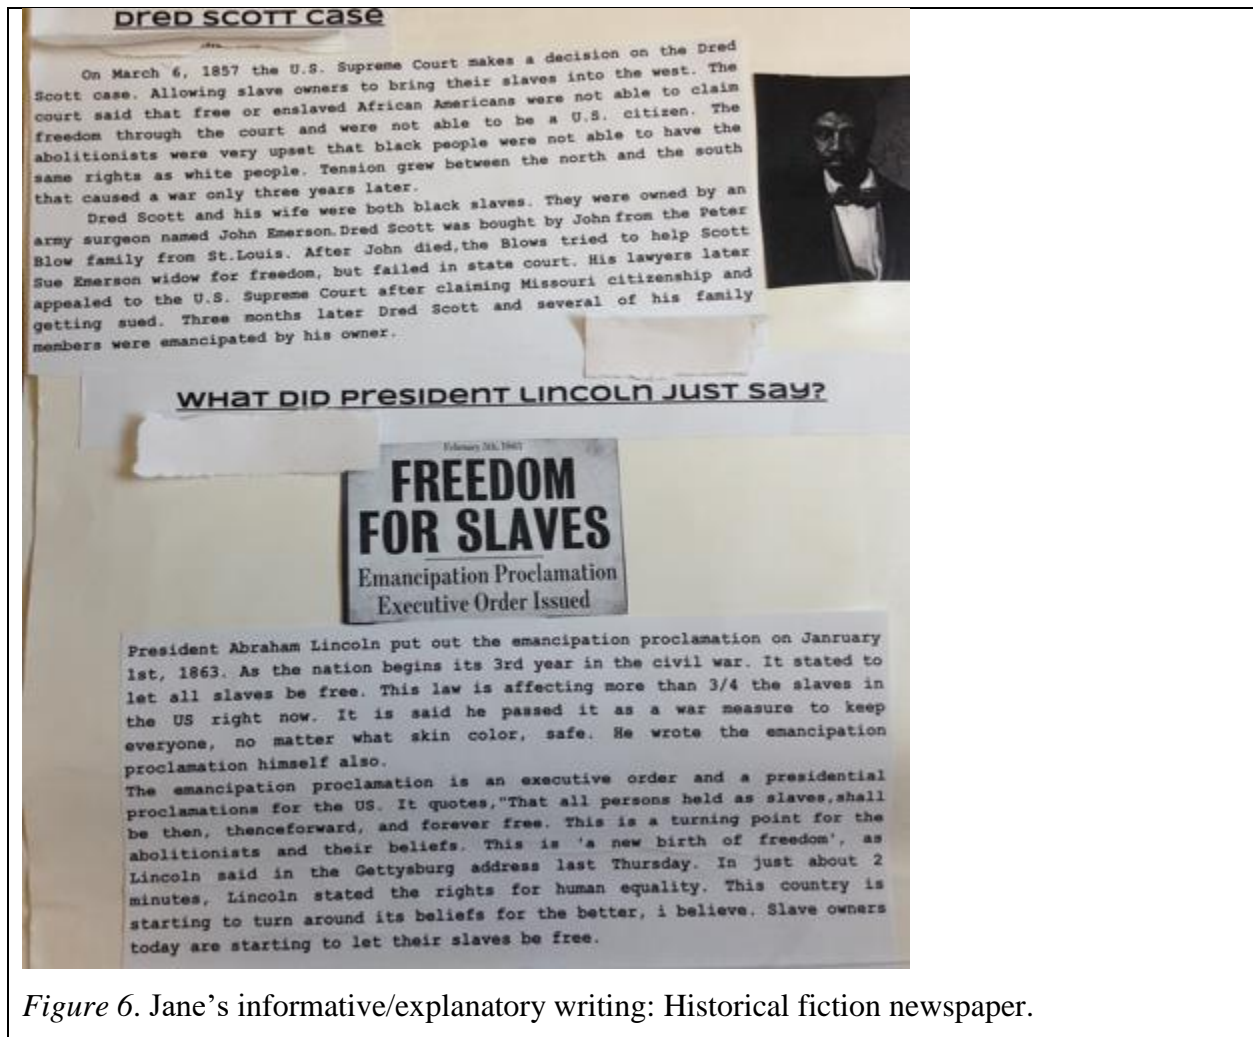 Dred Scott Case
On March 6, 1857 the U.S. Supreme Court makes a decision on the Dred
Scott case. Allowing slave owners to bring their slaves into the west. The
court said that free or enslaved African Americans were not able to claim
freedom through the court and were not able to be a U.S. citizen. The
abolitionists were very upset that black people were not able to have the
same rights as white people. Tension grew between the north and the south
that caused a war only three years later.
Dred Scott and his wife were both black slaves. They were owned by an
army surgeon named John Emerson.Dred Scott was bought by John from the Peter
Blow family from St.Louis. After John died,the Blows tried to help Scott
Sue Emerson widow for freedom, but failed in state court. His lawyers later
appealed to the U.S. Supreme Court after claiming Missouri citizenship and
getting sued. Three months later Dred Scott and several of his family
members were emancipated by his owner.
What did President Lincoln just say?
February 5th, 1863
FREEDOM
FOR SLAVES
Emancipation Proclamation
Executive Order Issued
President Abraham Lincoln put out the emancipation proclamation on Janruary
1st, 1863. As the nation begins its 3rd year in the civil war. It stated to
let all slaves be free. This law is affecting more than 3/4 the slaves in
the US right now. It is said he passed it as a war measure to keep
everyone, no matter what skin color, safe. He wrote the emancipation
proclamation himself also.
The emancipation proclamation is an executive order and a presidential
proclamations for the US. It quotes,"That all persons held as slaves,shall
be then, thenceforward, and forever free. This is a turning point for the
abolitionists and their beliefs. This is 'a new birth of freedom', as
Lincoln said in the Gettysburg address last Thursday. In just about 2
minutes, Lincoln stated the rights for human equality. This country is
starting to turn around its beliefs for the better, i believe. Slave owners
today are starting to let their slaves be free.
Figure 6. Jane's informative/explanatory writing: Historical fiction newspaper.